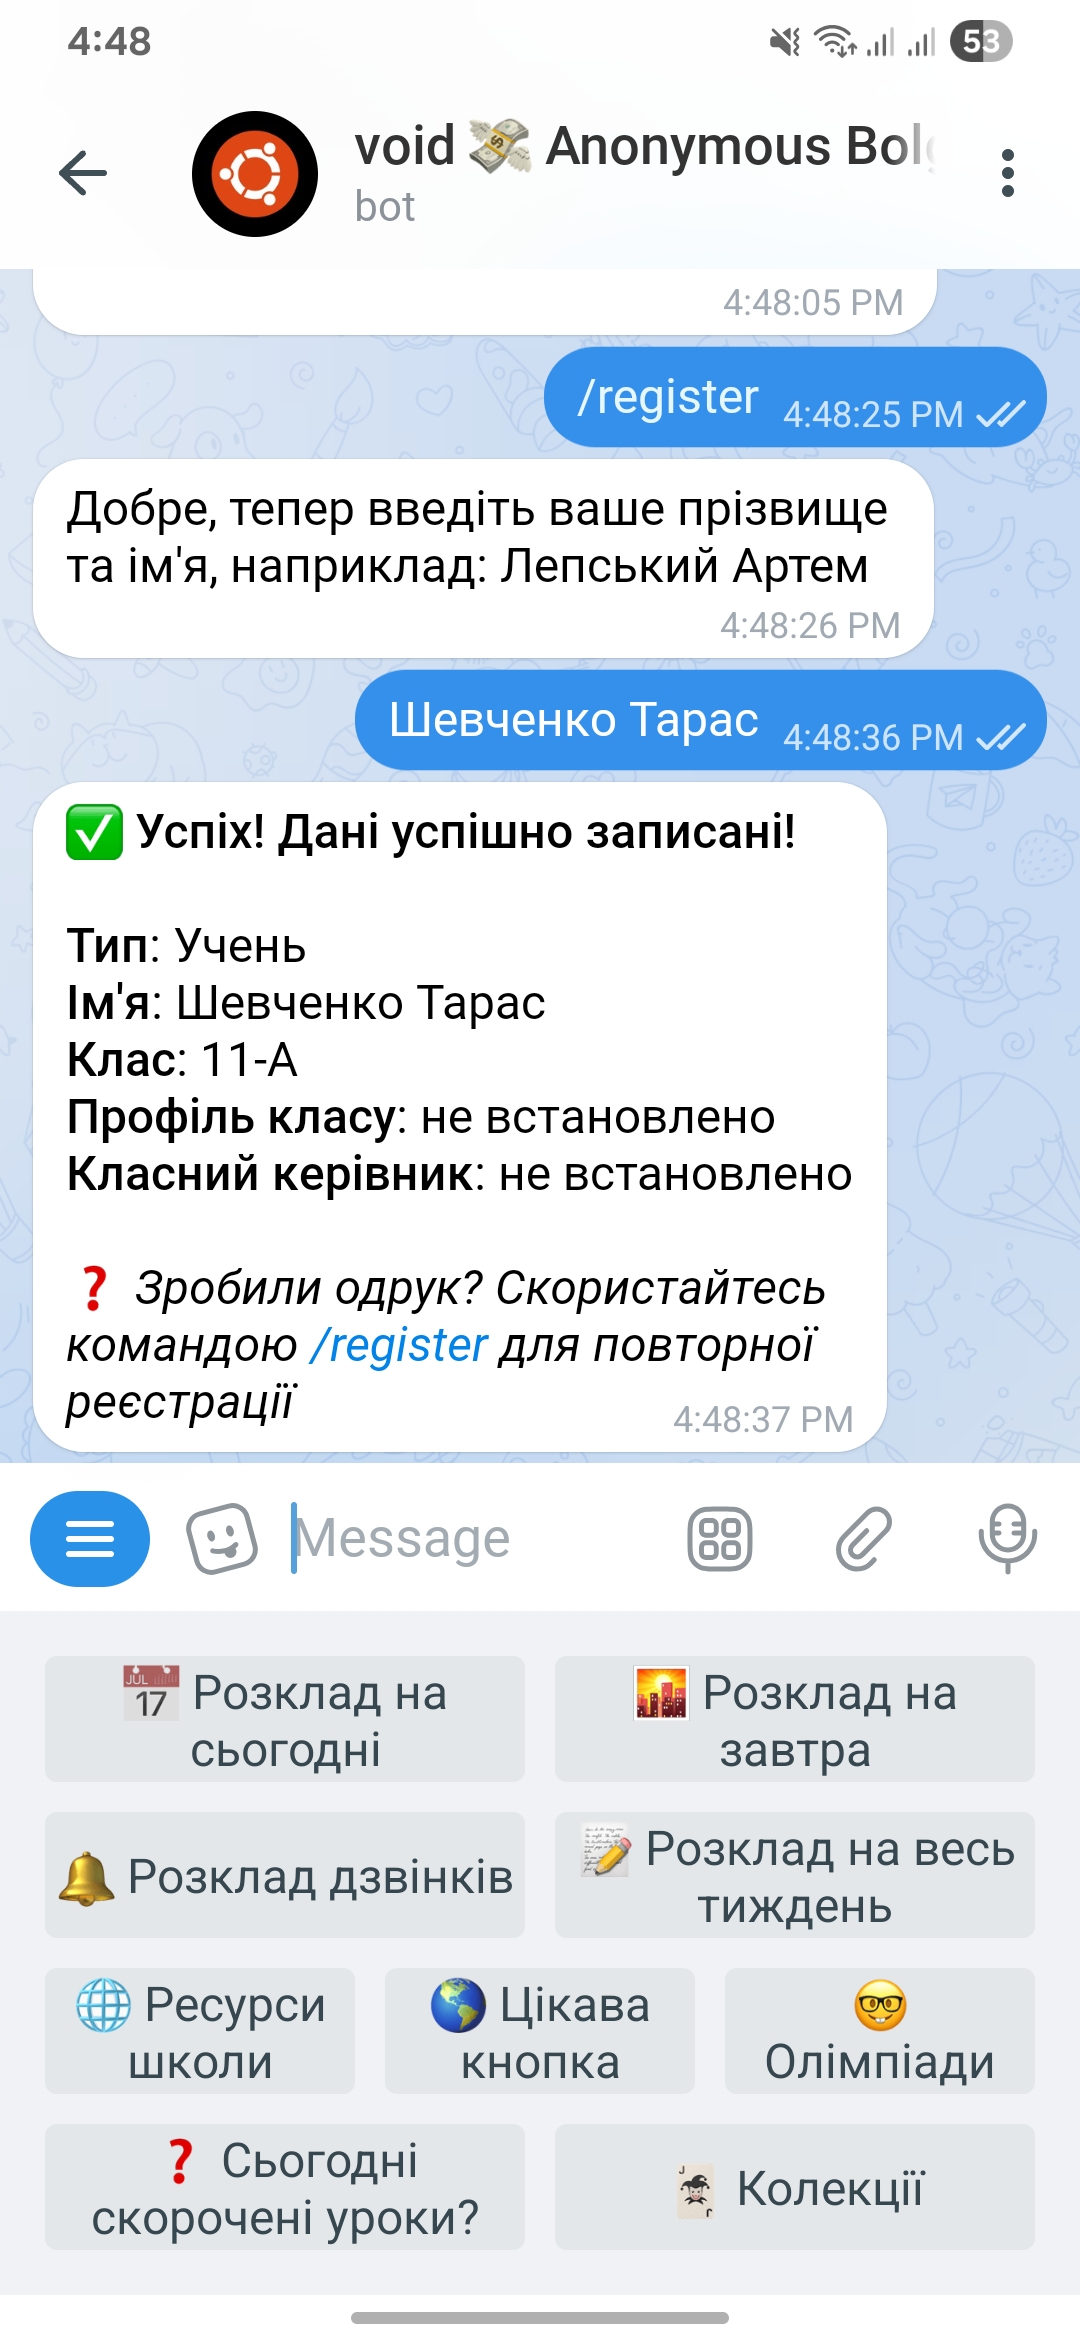 4:48
53
void 💸 Anonymous Bol
bot
4:48:05 PM
/register 4:48:25 PM
Добре, тепер введіть ваше прізвище
та ім'я, наприклад: Лепський Артем
4:48:26 PM
Шевченко Тарас 4:48:36 PM
✅ Успіх! Дані успішно записані!
Тип: Учень
Ім'я: Шевченко Тарас
Клас: 11-А
Профіль класу: не встановлено
Класний керівник: не встановлено
❓ Зробили одрук? Скористайтесь
командою /register для повторної
реєстрації 4:48:37 PM
Message
📅 Розклад на
сьогодні
🌇 Розклад на
завтра
🔔 Розклад дзвінків
📝 Розклад на весь
тиждень
🌐 Ресурси
школи
🌎 Цікава
кнопка
🤓
Олімпіади
❓ Сьогодні
скорочені уроки?
🃏 Колекції